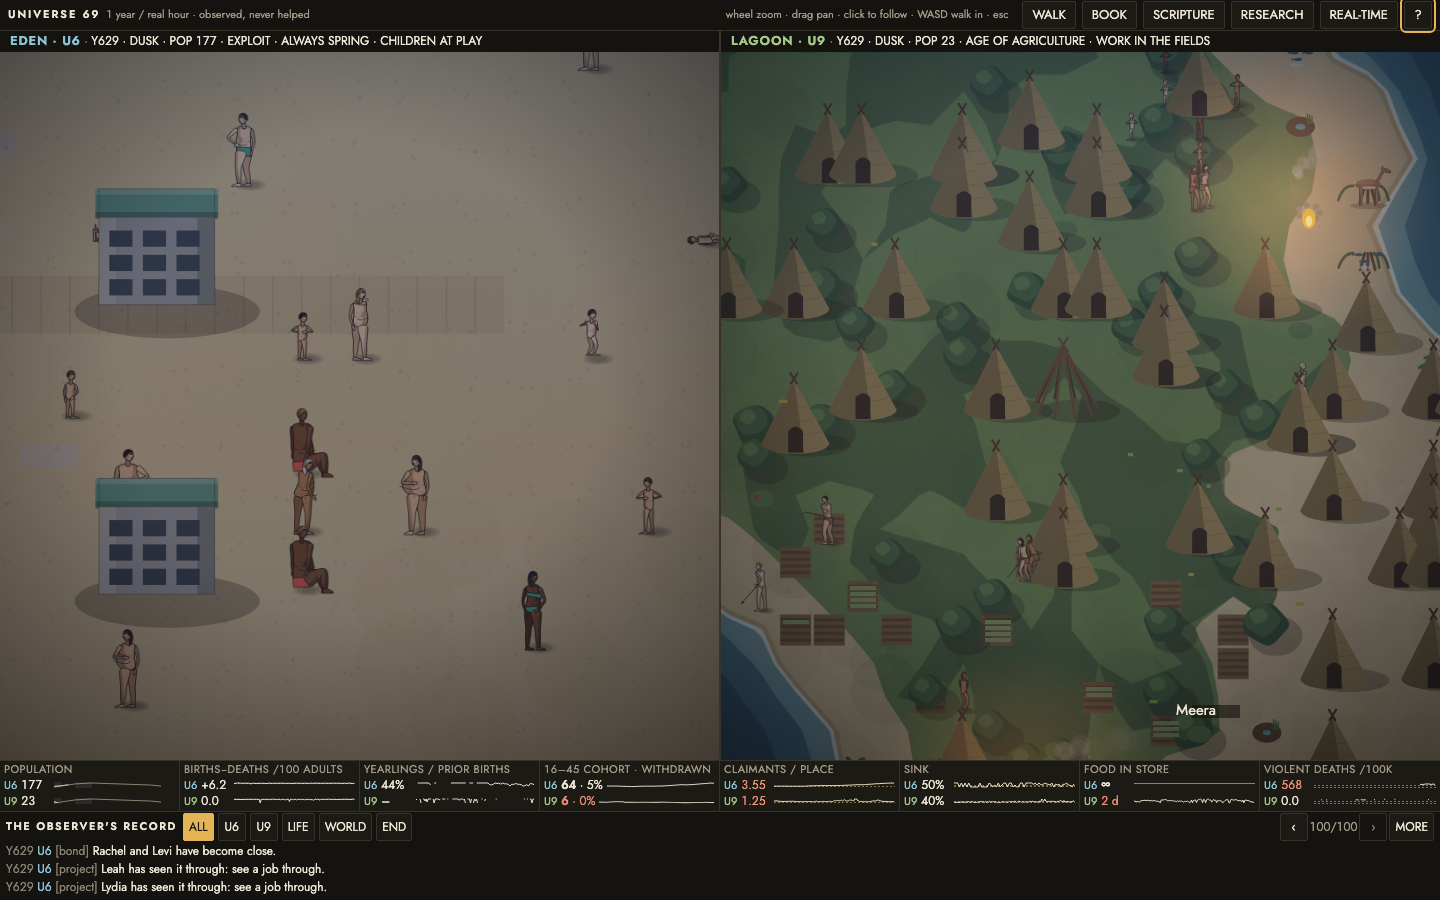 UNIVERSE 69 1 year / real hour · observed, never helped
wheel zoom · drag pan · click to follow · WASD walk in · esc
WALK BOOK SCRIPTURE RESEARCH REAL-TIME ?
EDEN · U6 · Y629 · DUSK · POP 177 · EXPLOIT · ALWAYS SPRING · CHILDREN AT PLAY
LAGOON · U9 · Y629 · DUSK · POP 23 · AGE OF AGRICULTURE · WORK IN THE FIELDS
Meera
POPULATION
U6 177
U9 23
BIRTHS–DEATHS /100 ADULTS
U6 +6.2
U9 0.0
YEARLINGS / PRIOR BIRTHS
U6 44%
U9 –
16–45 COHORT · WITHDRAWN
U6 64 · 5%
U9 6 · 0%
CLAIMANTS / PLACE
U6 3.55
U9 1.25
SINK
U6 50%
U9 40%
FOOD IN STORE
U6 ∞
U9 2 d
VIOLENT DEATHS /100K
U6 568
U9 0.0
THE OBSERVER'S RECORD ALL U6 U9 LIFE WORLD END
‹ 100/100 › MORE
Y629 U6 [bond] Rachel and Levi have become close.
Y629 U6 [project] Leah has seen it through: see a job through.
Y629 U6 [project] Lydia has seen it through: see a job through.